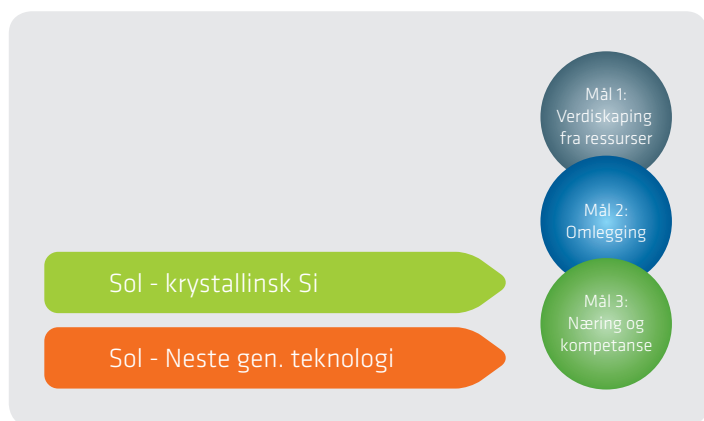 Mål 1:
Verdiskaping
fra ressurser
Mål 2:
Omlegging
Sol - krystallinsk Si
Mål 3:
Næring og
kompetanse
Sol - Neste gen. teknologi